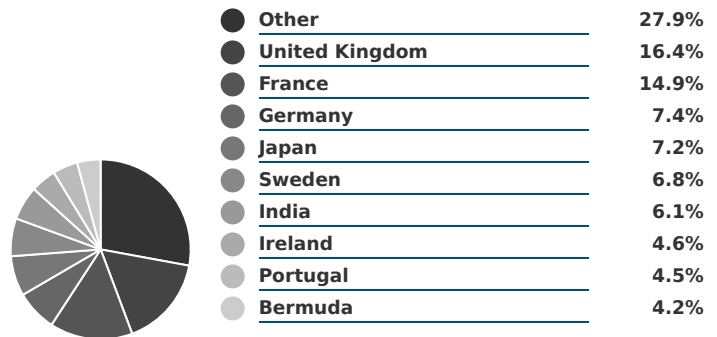 Other 27.9%
United Kingdom 16.4%
France 14.9%
Germany 7.4%
Japan 7.2%
Sweden 6.8%
India 6.1%
Ireland 4.6%
Portugal 4.5%
Bermuda 4.2%